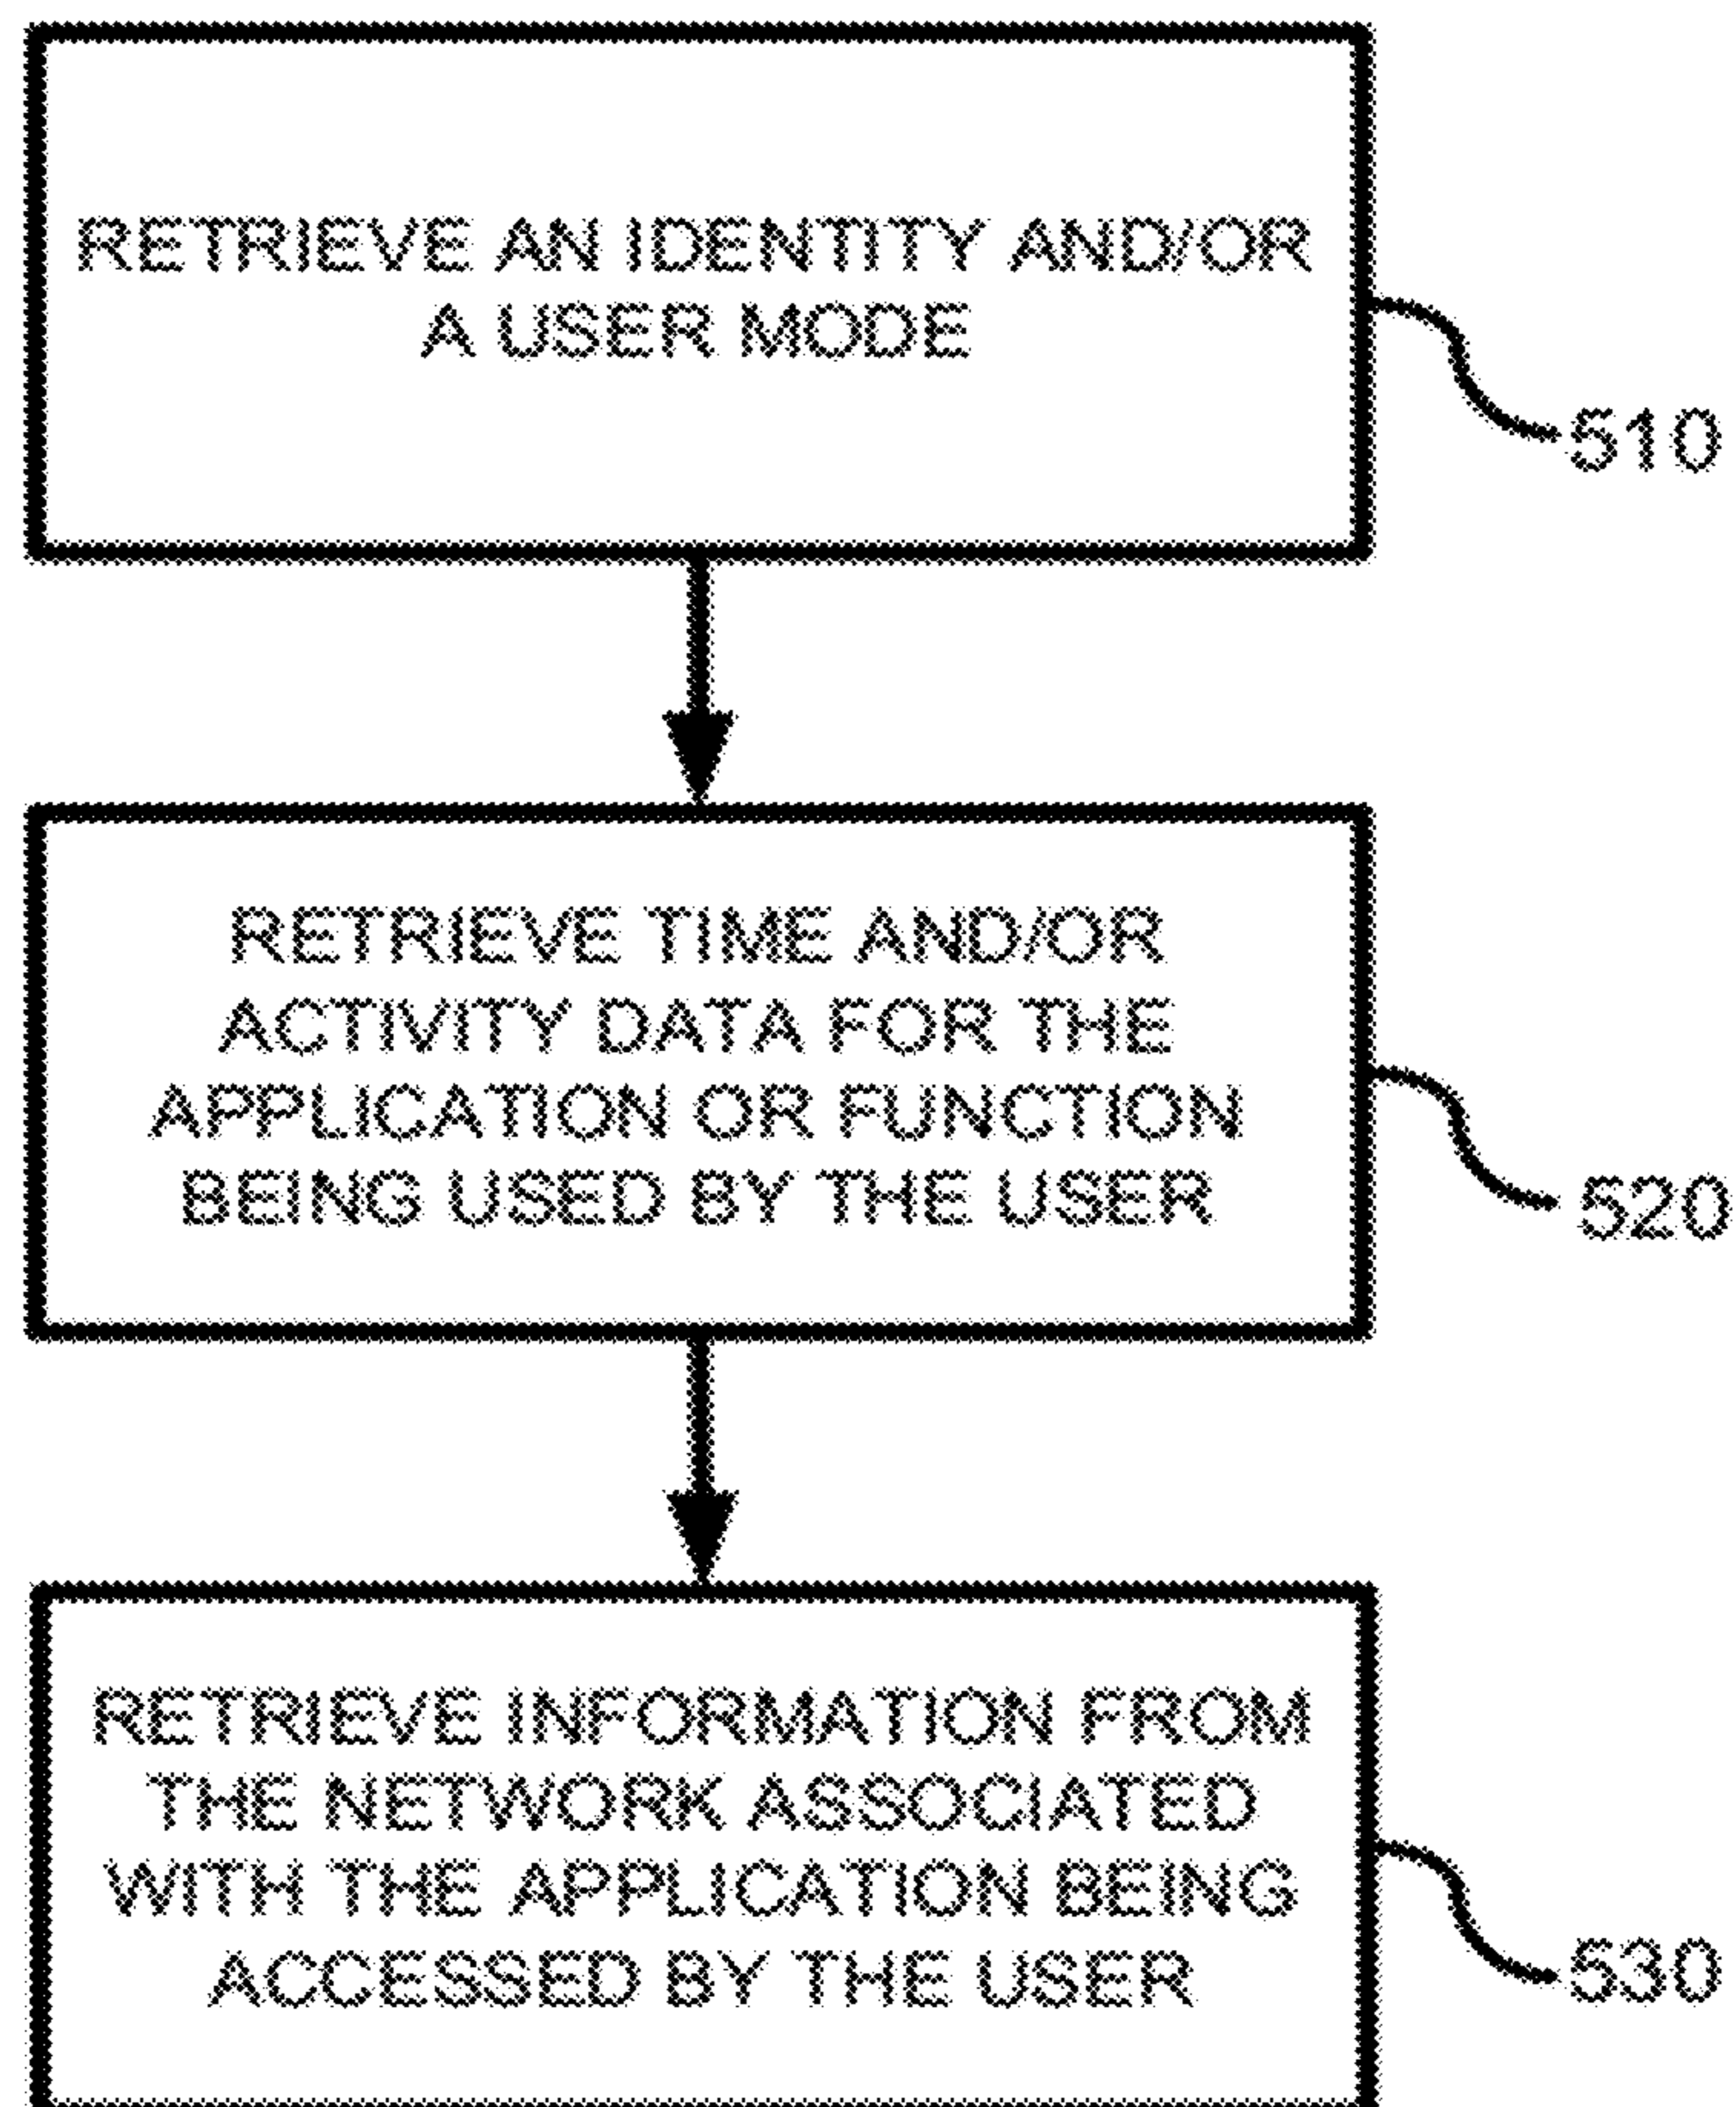 RETRIEVE AN IDENTITY AND/OR
A USER MODE
510
RETRIEVE TIME AND/OR
ACTIVITY DATA FOR THE
APPLICATION OR FUNCTION
BEING USED BY THE USER
520
RETRIEVE INFORMATION FROM
THE NETWORK ASSOCIATED
WITH THE APPLICATION BEING
ACCESSED BY THE USER
530